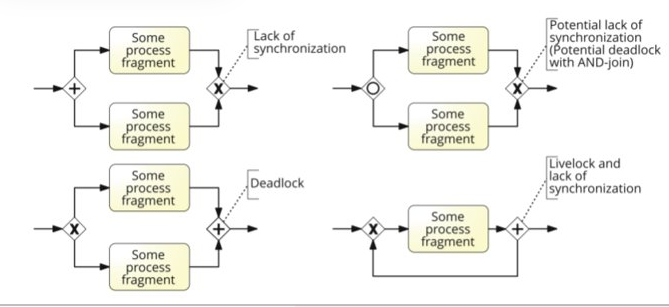 Some
process
fragment
Lack of
synchronization
+
X
Some
process
fragment
Some
process
fragment
Potential lack of
synchronization
(Potential deadlock
with AND-join)
X
Some
process
fragment
Some
process
fragment
Deadlock
X
+
Some
process
fragment
Livelock and
lack of
synchronization
X
Some
process
fragment
+